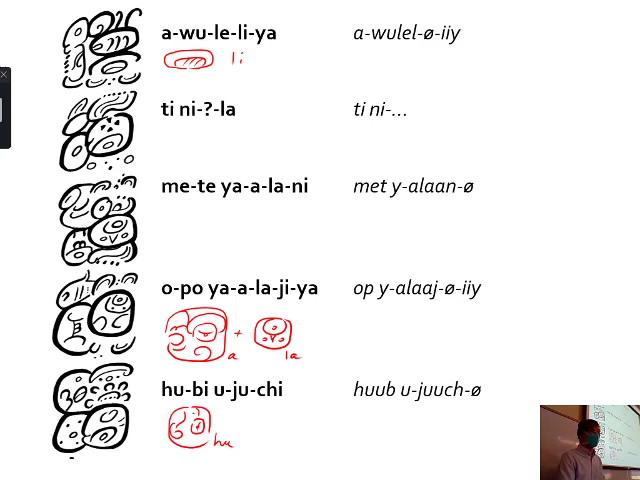 a-wu-le-li-ya a-wulel-ø-iiy
li
ti ni-?-la ti ni-...
me-te ya-a-la-ni met y-alaan-ø
o-po ya-a-la-ji-ya op y-alaaj-ø-iiy
+
a la
hu-bi u-ju-chi huub u-juuch-ø
hu